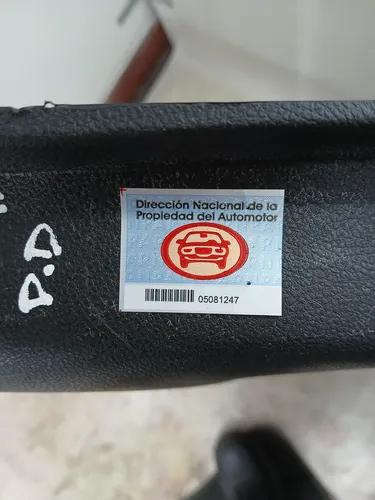 Dirección Nacional de la
Propiedad del Automotor
05081247
D.D